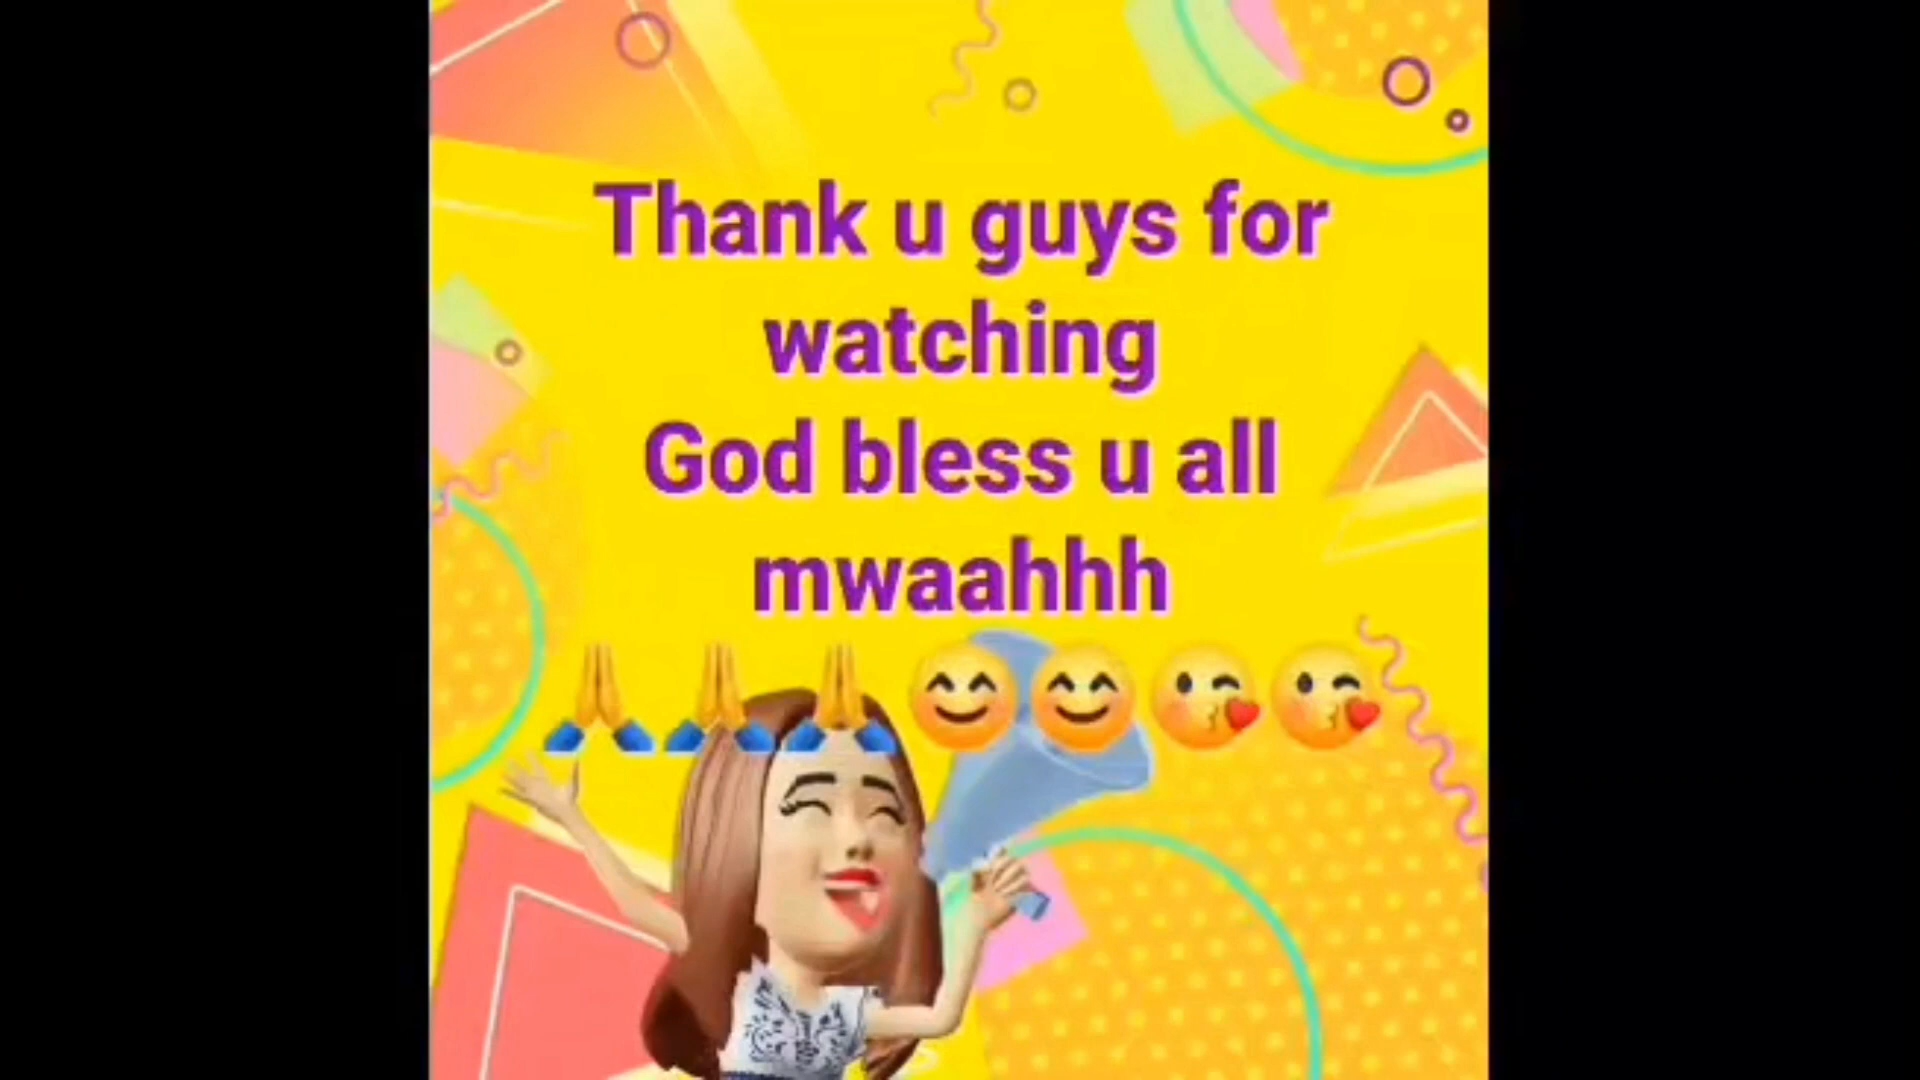 Thank u guys for
watching
God bless u all
mwaahhh
🙏🙏🙏😊😊😘😘